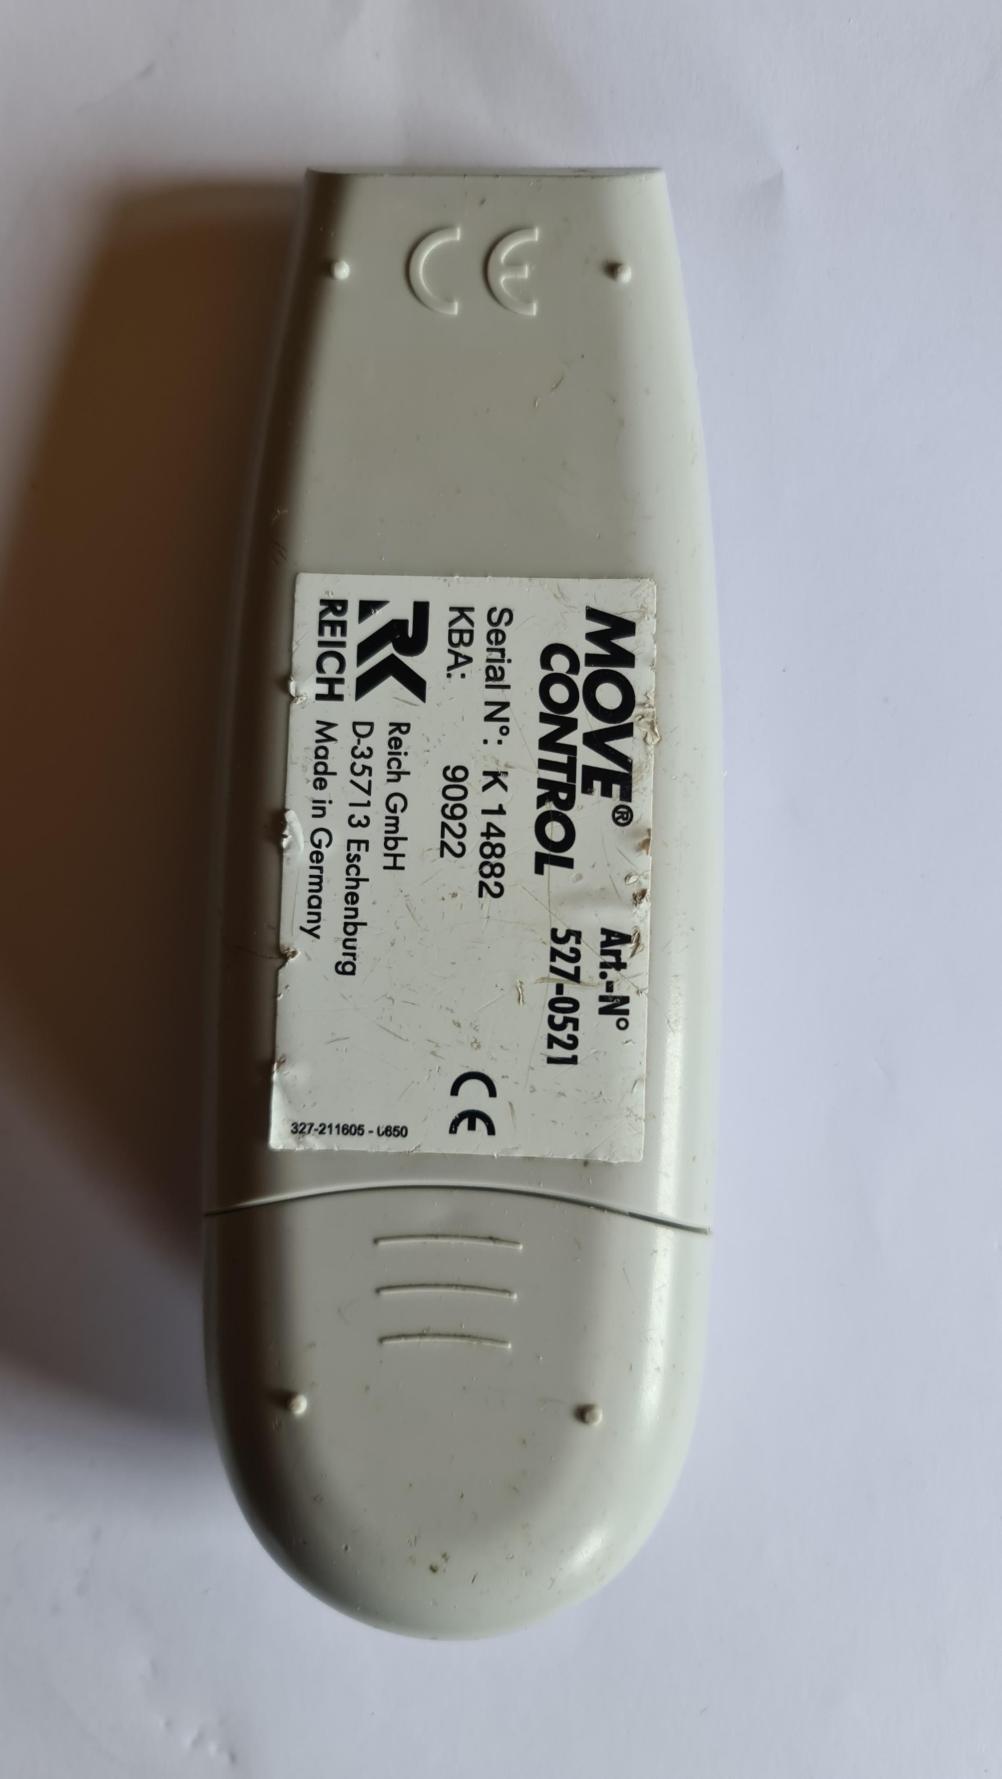 CE
MOVE® Art.-N°
CONTROL 527-0521
Serial N°: K 14882
KBA: 90922
CE
Reich GmbH
D-35713 Eschenburg
REICH Made in Germany
327-211605 -